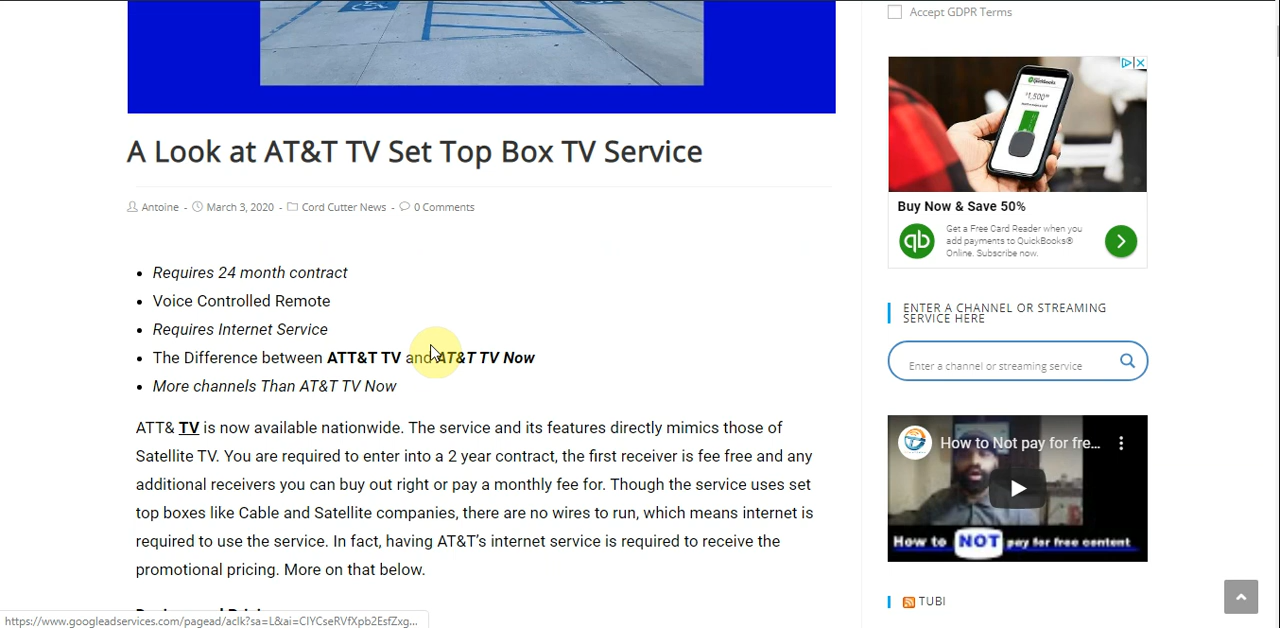 Accept GDPR Terms
A Look at AT&T TV Set Top Box TV Service
Antoine - March 3, 2020 - Cord Cutter News - 0 Comments
• Requires 24 month contract
• Voice Controlled Remote
• Requires Internet Service
• The Difference between ATT&T TV and AT&T TV Now
• More channels Than AT&T TV Now
ATT& TV is now available nationwide. The service and its features directly mimics those of
Satellite TV. You are required to enter into a 2 year contract, the first receiver is fee free and any
additional receivers you can buy out right or pay a monthly fee for. Though the service uses set
top boxes like Cable and Satellite companies, there are no wires to run, which means internet is
required to use the service. In fact, having AT&T's internet service is required to receive the
promotional pricing. More on that below.
quickbooks
$1,500
Buy Now & Save 50%
qb
Get a Free Card Reader when you
add payments to QuickBooks®
Online. Subscribe now.
ENTER A CHANNEL OR STREAMING
SERVICE HERE
Enter a channel or streaming service
How to Not pay for fre...
How to NOT pay for free content
TUBI
https://www.googleadservices.com/pagead/aclk?sa=L&ai=CIYCseRVfXpb2EsfZxg...